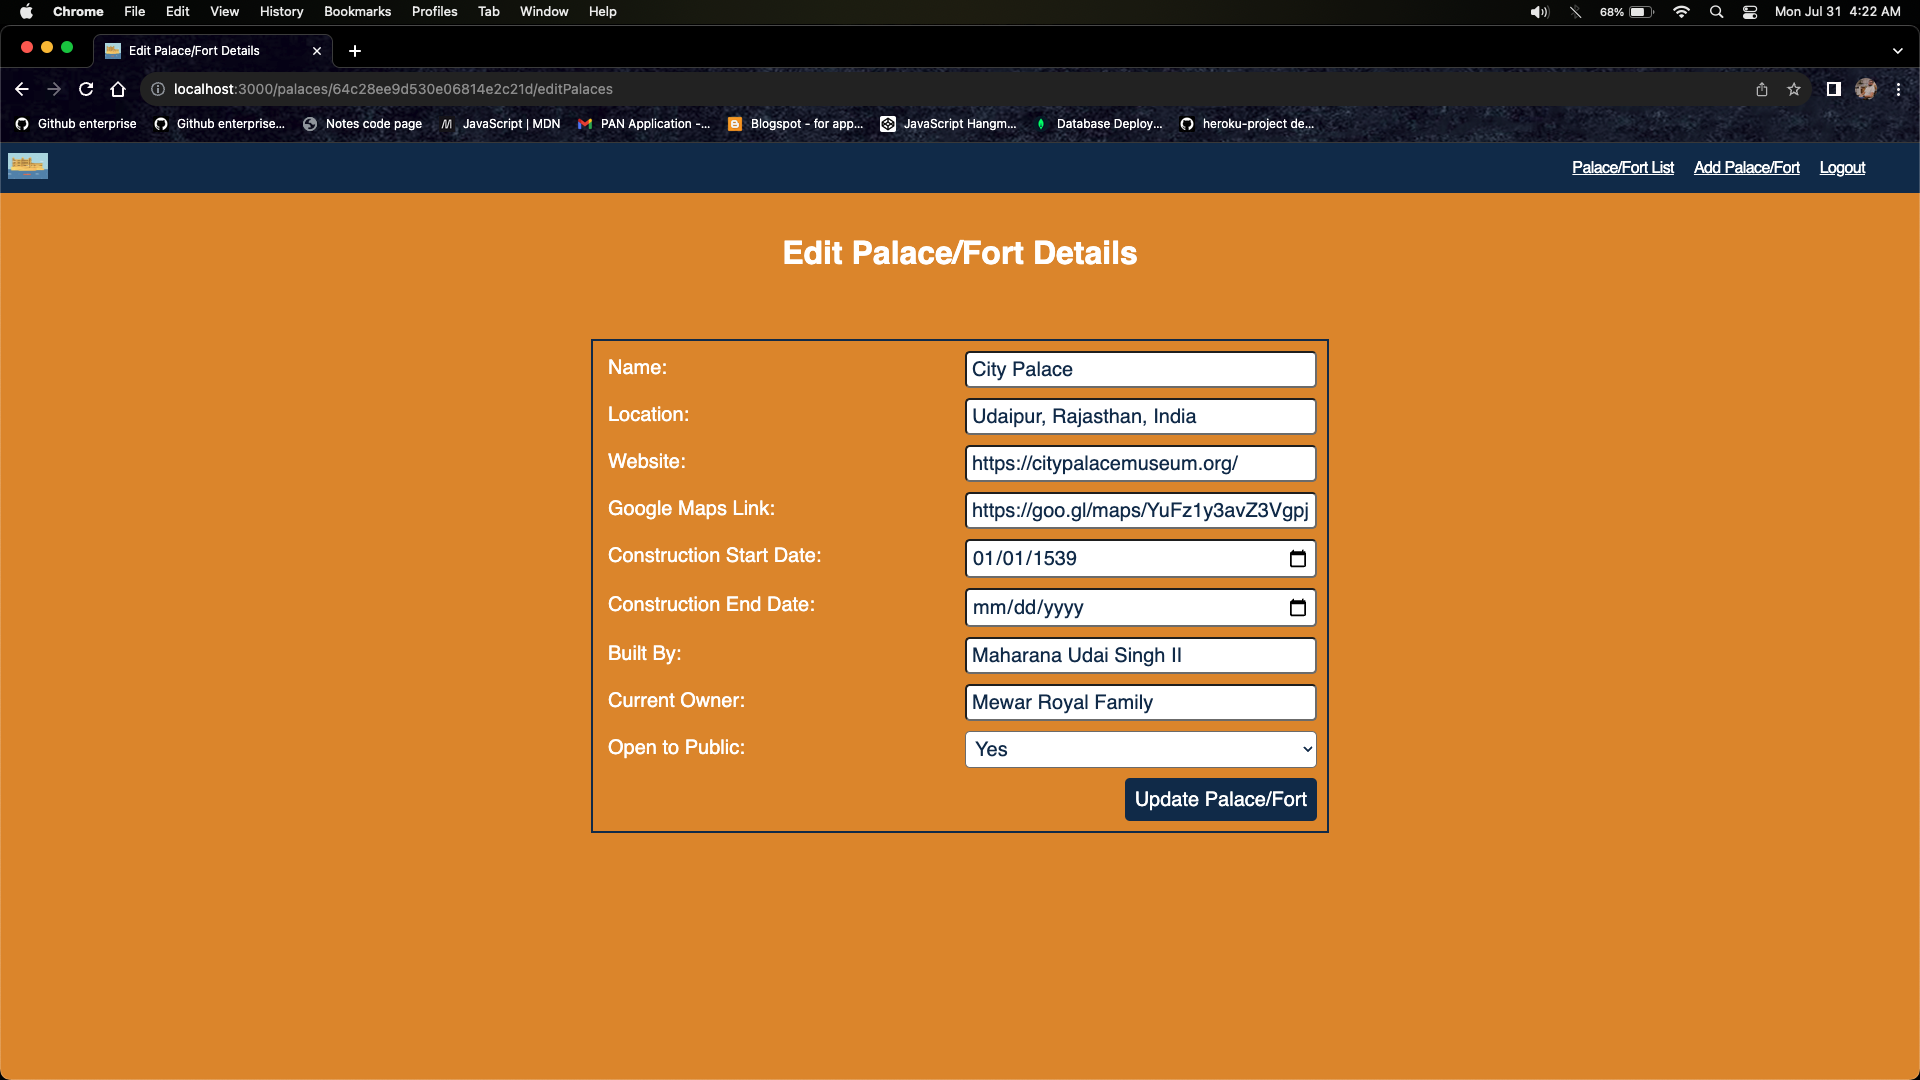 Chrome File Edit View History Bookmarks Profiles Tab Window Help 68% Mon Jul 31 4:22 AM
Edit Palace/Fort Details
localhost:3000/palaces/64c28ee9d530e06814e2c21d/editPalaces
Github enterprise Github enterprise... Notes code page JavaScript | MDN PAN Application -... Blogspot - for app... JavaScript Hangm... Database Deploy... heroku-project de...
Palace/Fort List Add Palace/Fort Logout
Edit Palace/Fort Details
Name: City Palace
Location: Udaipur, Rajasthan, India
Website: https://citypalacemuseum.org/
Google Maps Link: https://goo.gl/maps/YuFz1y3avZ3Vgpj
Construction Start Date: 01/01/1539
Construction End Date: mm/dd/yyyy
Built By: Maharana Udai Singh II
Current Owner: Mewar Royal Family
Open to Public: Yes
Update Palace/Fort